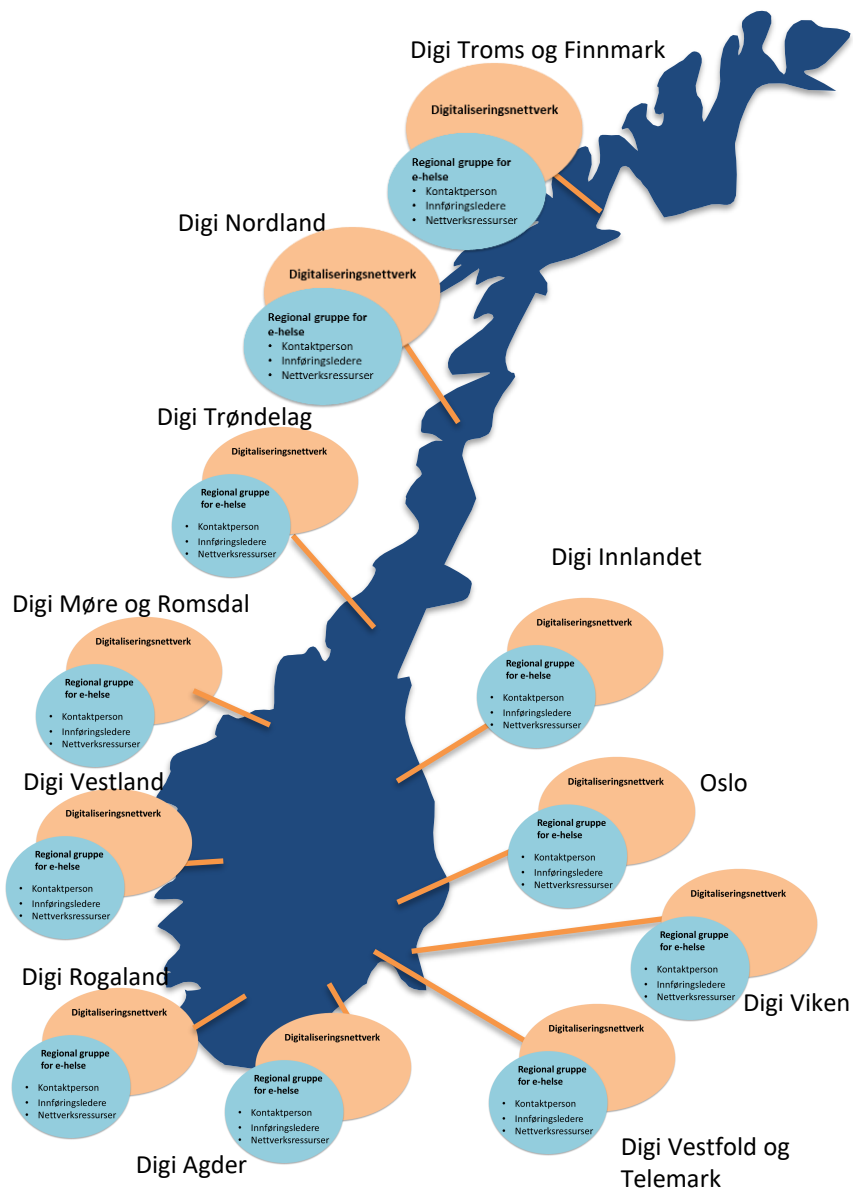 Digi Troms og Finnmark
Digitaliseringsnettverk
Regional gruppe for
e-helse
• Kontaktperson
• Innføringsledere
• Nettverksressurser
Digi Nordland
Digitaliseringsnettverk
Regional gruppe for
e-helse
• Kontaktperson
• Innføringsledere
• Nettverksressurser
Digi Trøndelag
Digitaliseringsnettverk
Regional gruppe
for e-helse
• Kontaktperson
• Innføringsledere
• Nettverksressurser
Digi Innlandet
Digitaliseringsnettverk
Regional gruppe
for e-helse
• Kontaktperson
• Innføringsledere
• Nettverksressurser
Digi Møre og Romsdal
Digitaliseringsnettverk
Regional gruppe
for e-helse
• Kontaktperson
• Innføringsledere
• Nettverksressurser
Digi Vestland
Digitaliseringsnettverk
Regional gruppe
for e-helse
• Kontaktperson
• Innføringsledere
• Nettverksressurser
Oslo
Digitaliseringsnettverk
Regional gruppe
for e-helse
• Kontaktperson
• Innføringsledere
• Nettverksressurser
Digitaliseringsnettverk
Regional gruppe
for e-helse
• Kontaktperson
• Innføringsledere
• Nettverksressurser
Digi Viken
Digi Rogaland
Digitaliseringsnettverk
Regional gruppe
for e-helse
• Kontaktperson
• Innføringsledere
• Nettverksressurser
Digitaliseringsnettverk
Regional gruppe
for e-helse
• Kontaktperson
• Innføringsledere
• Nettverksressurser
Digi Agder
Digitaliseringsnettverk
Regional gruppe
for e-helse
• Kontaktperson
• Innføringsledere
• Nettverksressurser
Digi Vestfold og
Telemark